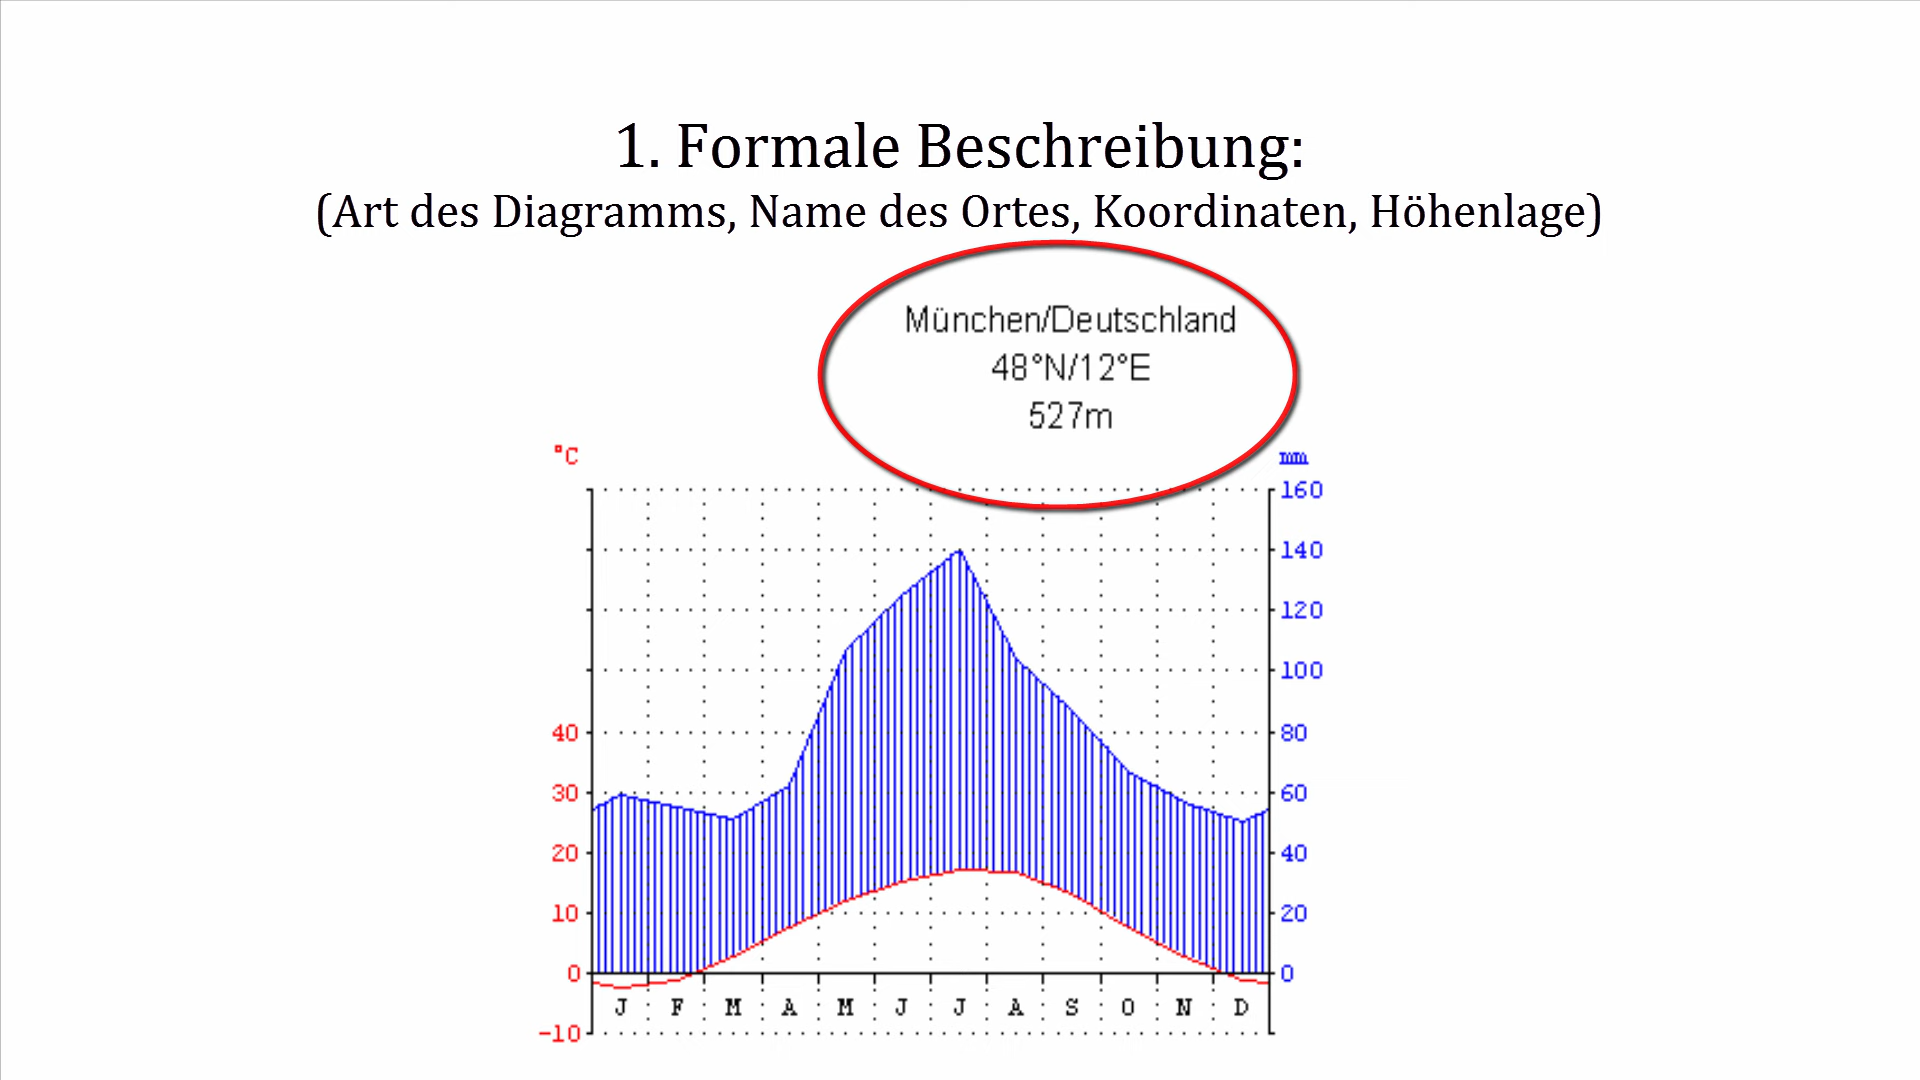 1. Formale Beschreibung:
(Art des Diagramms, Name des Ortes, Koordinaten, Höhenlage)
München/Deutschland
48°N/12°E
527m
°C
mm
160
140
120
100
40
80
30
60
20
40
10
20
0
0
J F M A M J J A S O N D
-10